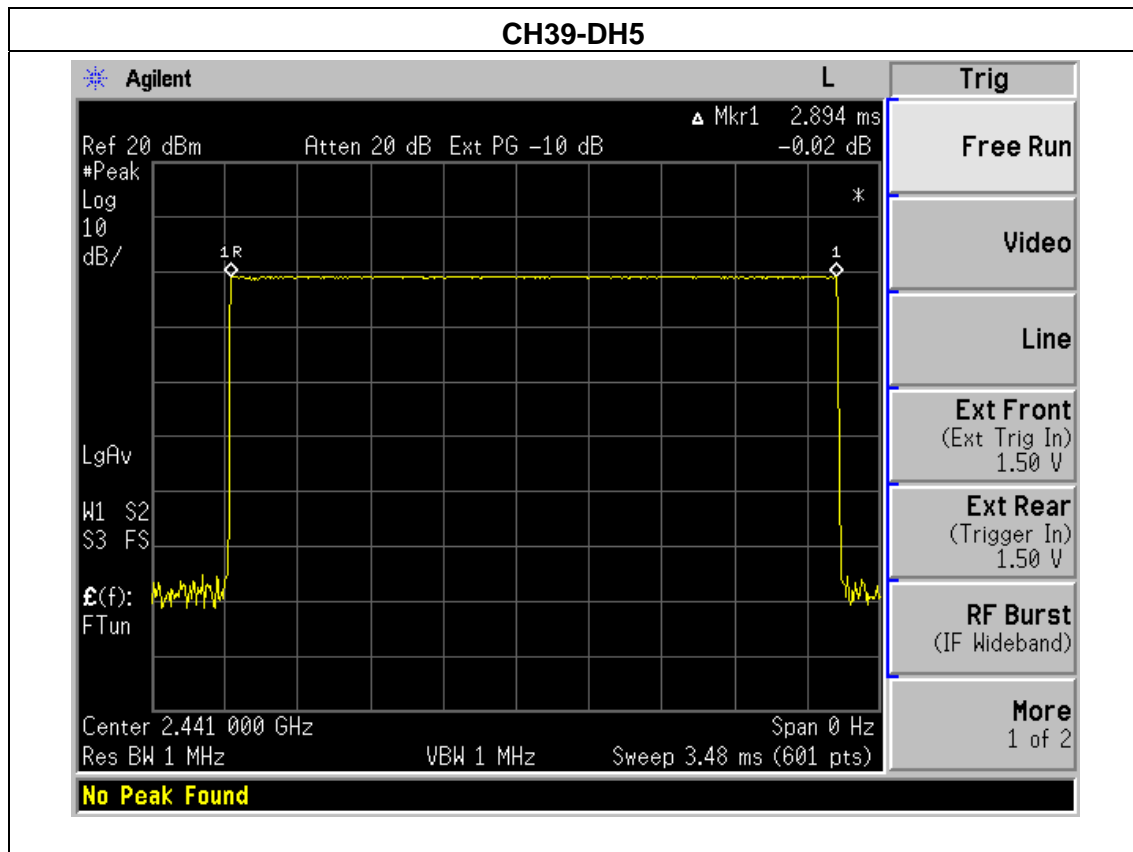 CH39-DH5
Agilent
L
Trig
Δ Mkr1 2.894 ms
Ref 20 dBm Atten 20 dB Ext PG -10 dB -0.02 dB
#Peak
Log
10
dB/
*
1R
1
LgAv
W1 S2
S3 FS
£(f):
FTun
Center 2.441 000 GHz Span 0 Hz
Res BW 1 MHz VBW 1 MHz Sweep 3.48 ms (601 pts)
No Peak Found
Free Run
Video
Line
Ext Front
(Ext Trig In)
1.50 V
Ext Rear
(Trigger In)
1.50 V
RF Burst
(IF Wideband)
More
1 of 2